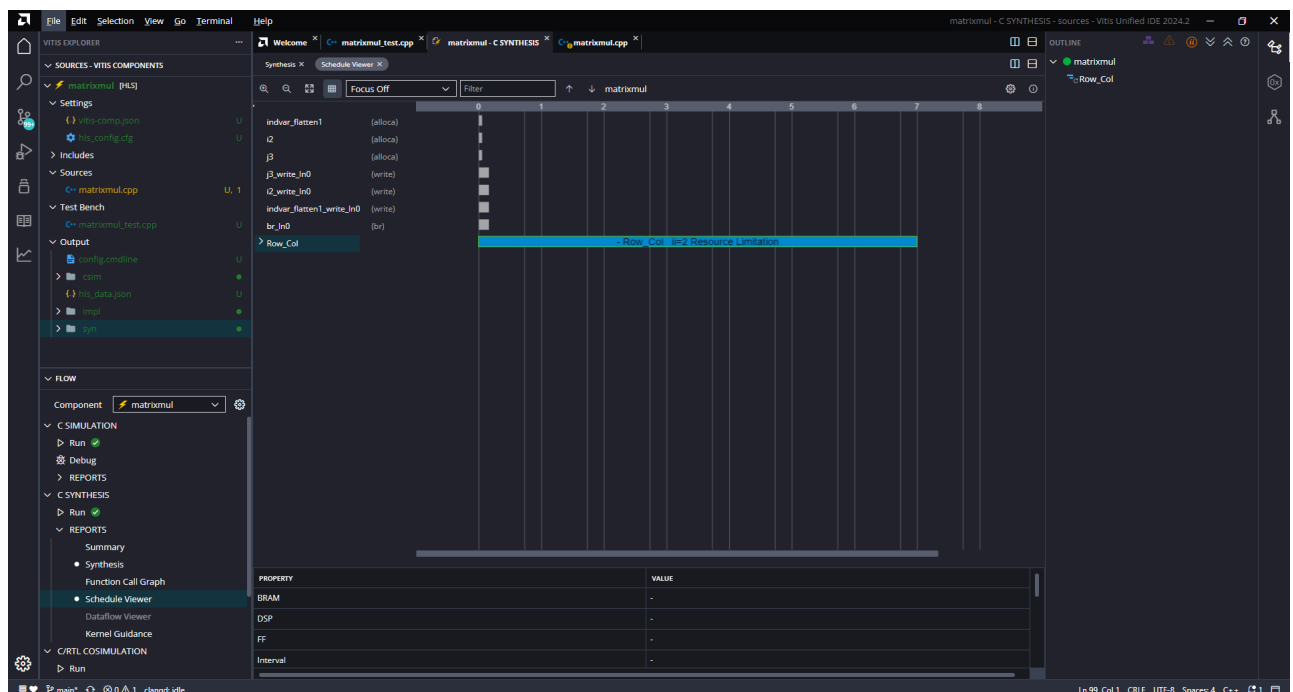 File Edit Selection View Go Terminal Help
matrixmul - C SYNTHESIS - sources - Vitis Unified IDE 2024.2
VITIS EXPLORER
SOURCES - VITIS COMPONENTS
matrixmul [HLS]
Settings
vitis-comp.json U
hls_config.cfg U
Includes
Sources
C++ matrixmul.cpp U, 1
Test Bench
C++ matrixmul_test.cpp U
Output
config.cmdline U
csim
hls_data.json U
impl
syn
FLOW
Component matrixmul
C SIMULATION
Run
Debug
REPORTS
C SYNTHESIS
Run
REPORTS
Summary
Synthesis
Function Call Graph
Schedule Viewer
Dataflow Viewer
Kernel Guidance
C/RTL COSIMULATION
Run
Welcome C++ matrixmul_test.cpp matrixmul - C SYNTHESIS C++ matrixmul.cpp
Synthesis Schedule Viewer
Focus Off Filter matrixmul
0 1 2 3 4 5 6 7 8
indvar_flatten1 (alloca)
i2 (alloca)
j3 (alloca)
j3_write_ln0 (write)
i2_write_ln0 (write)
indvar_flatten1_write_ln0 (write)
br_ln0 (br)
Row_Col - Row_Col ii=2 Resource Limitation
PROPERTY VALUE
BRAM -
DSP -
FF -
Interval -
OUTLINE
matrixmul
Row_Col
99+
main* 0 1 clangd: idle
Ln 99, Col 1 CRLF UTF-8 Spaces: 4 C++ 1